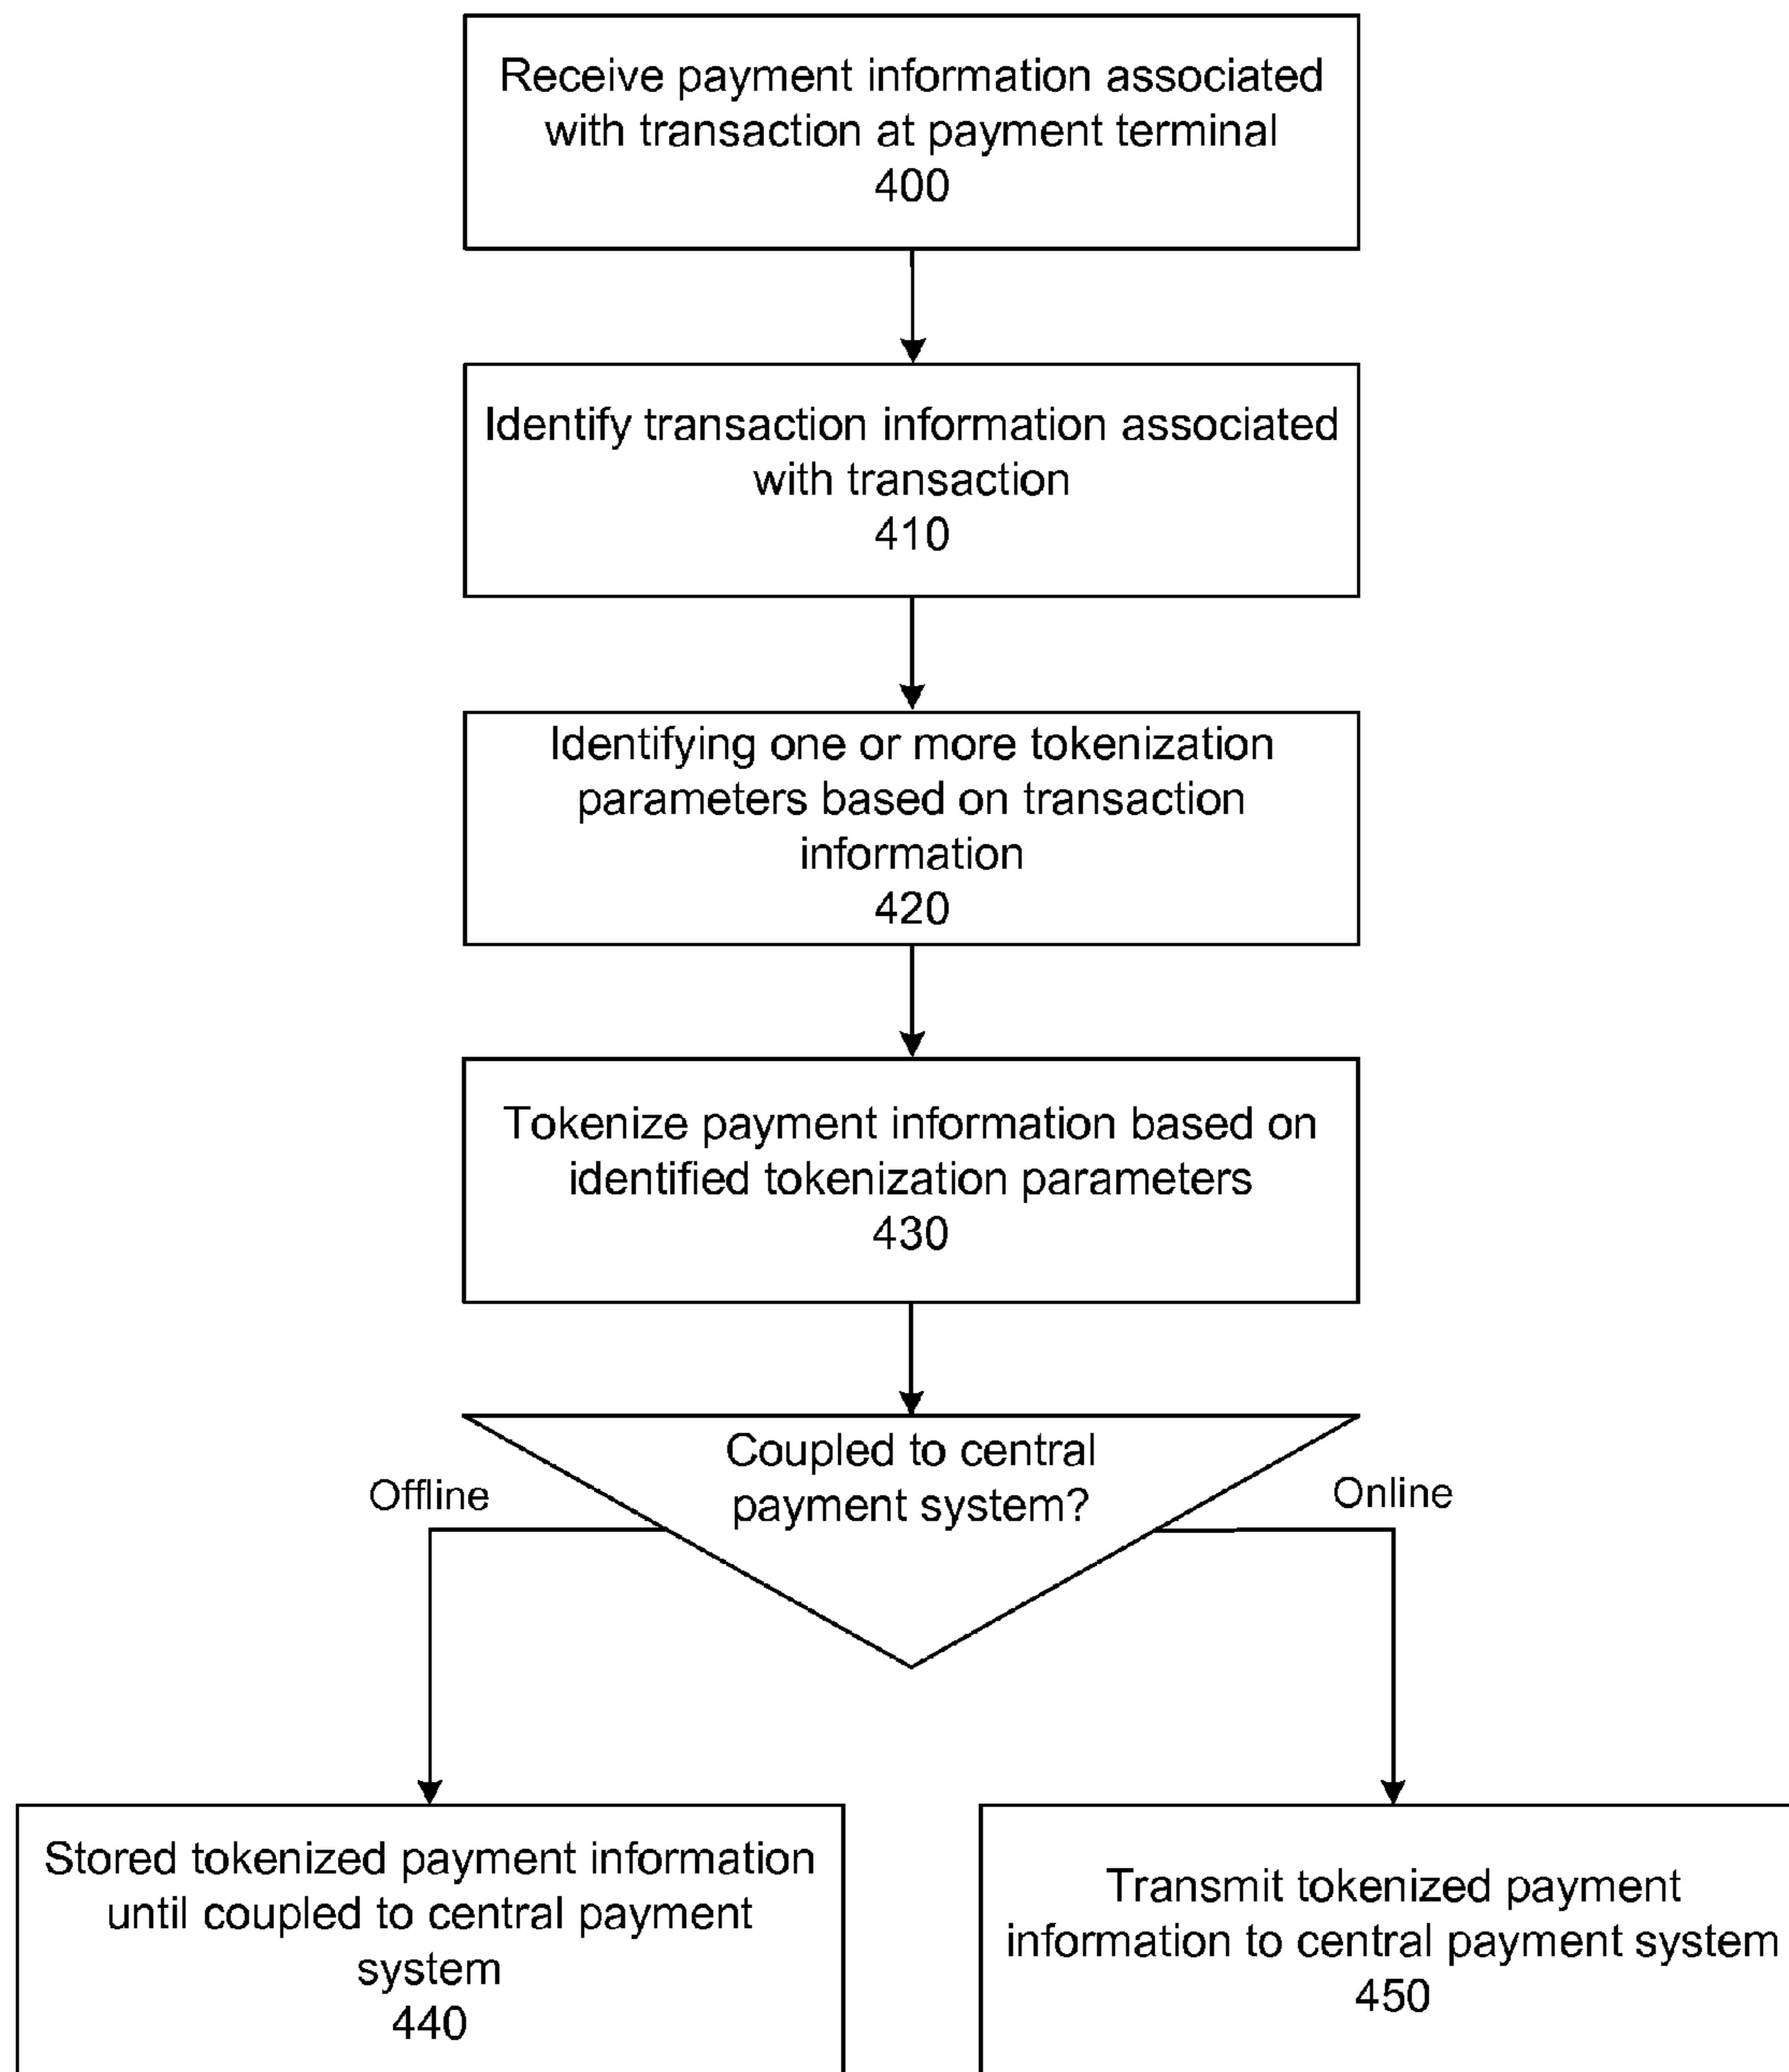 Receive payment information associated
with transaction at payment terminal
400
Identify transaction information associated
with transaction
410
Identifying one or more tokenization
parameters based on transaction
information
420
Tokenize payment information based on
identified tokenization parameters
430
Coupled to central
payment system?
Offline
Online
Stored tokenized payment information
until coupled to central payment
system
440
Transmit tokenized payment
information to central payment system
450